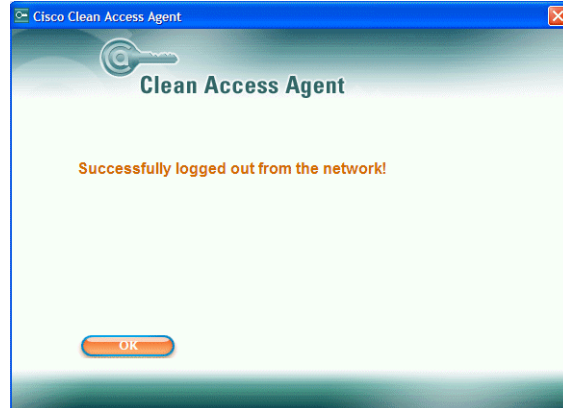 Cisco Clean Access Agent
Clean Access Agent
Successfully logged out from the network!
OK